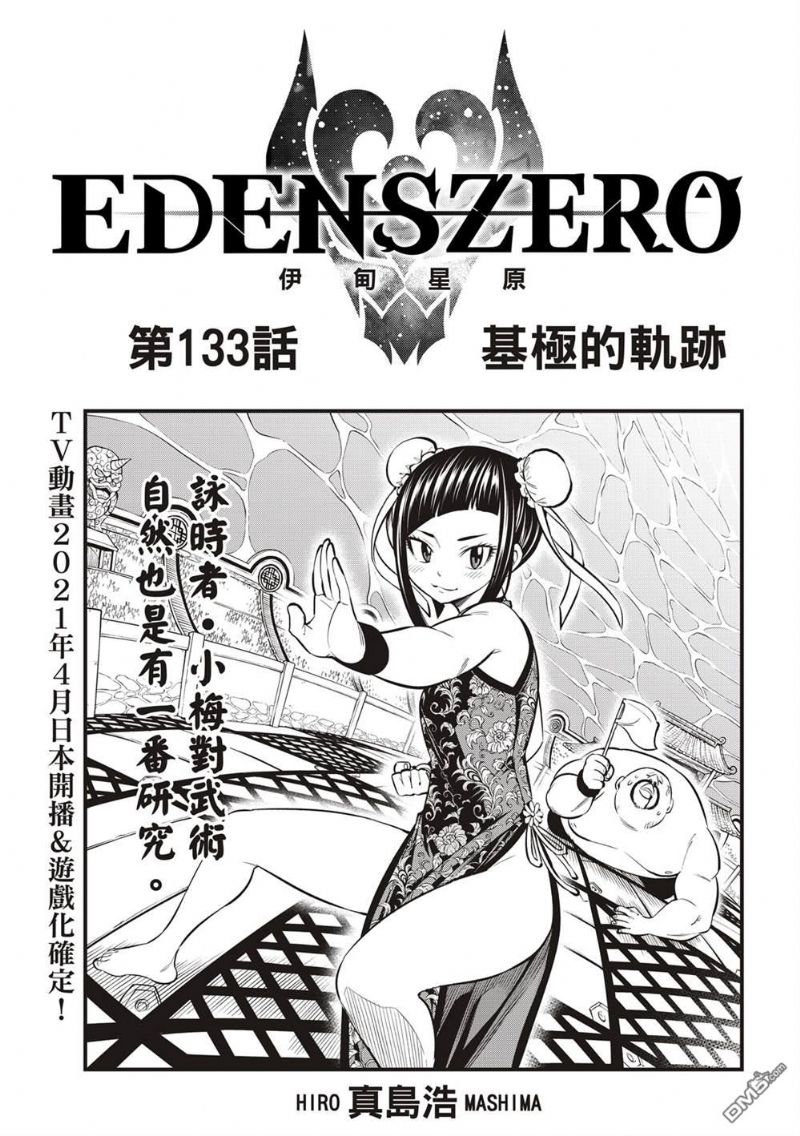 EDENSZERO
伊甸星原
第133話 基極的軌跡
TV動畫2021年4月日本開播&遊戲化確定！
詠時者・小梅對武術
自然也是有一番研究。
HIRO 真島浩 MASHIMA
DM5.com